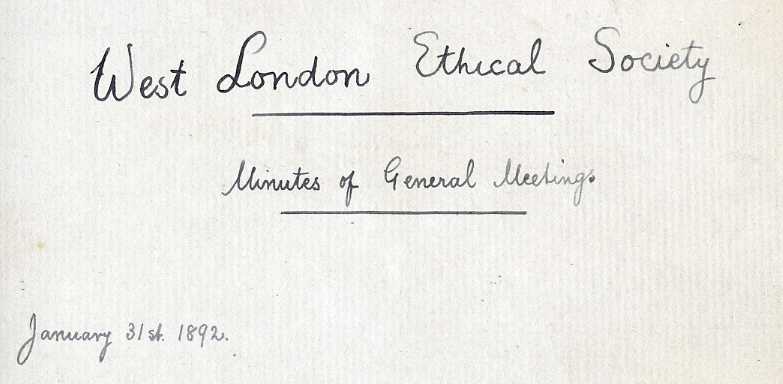 West London Ethical Society
Minutes of General Meetings
January 31st. 1892.